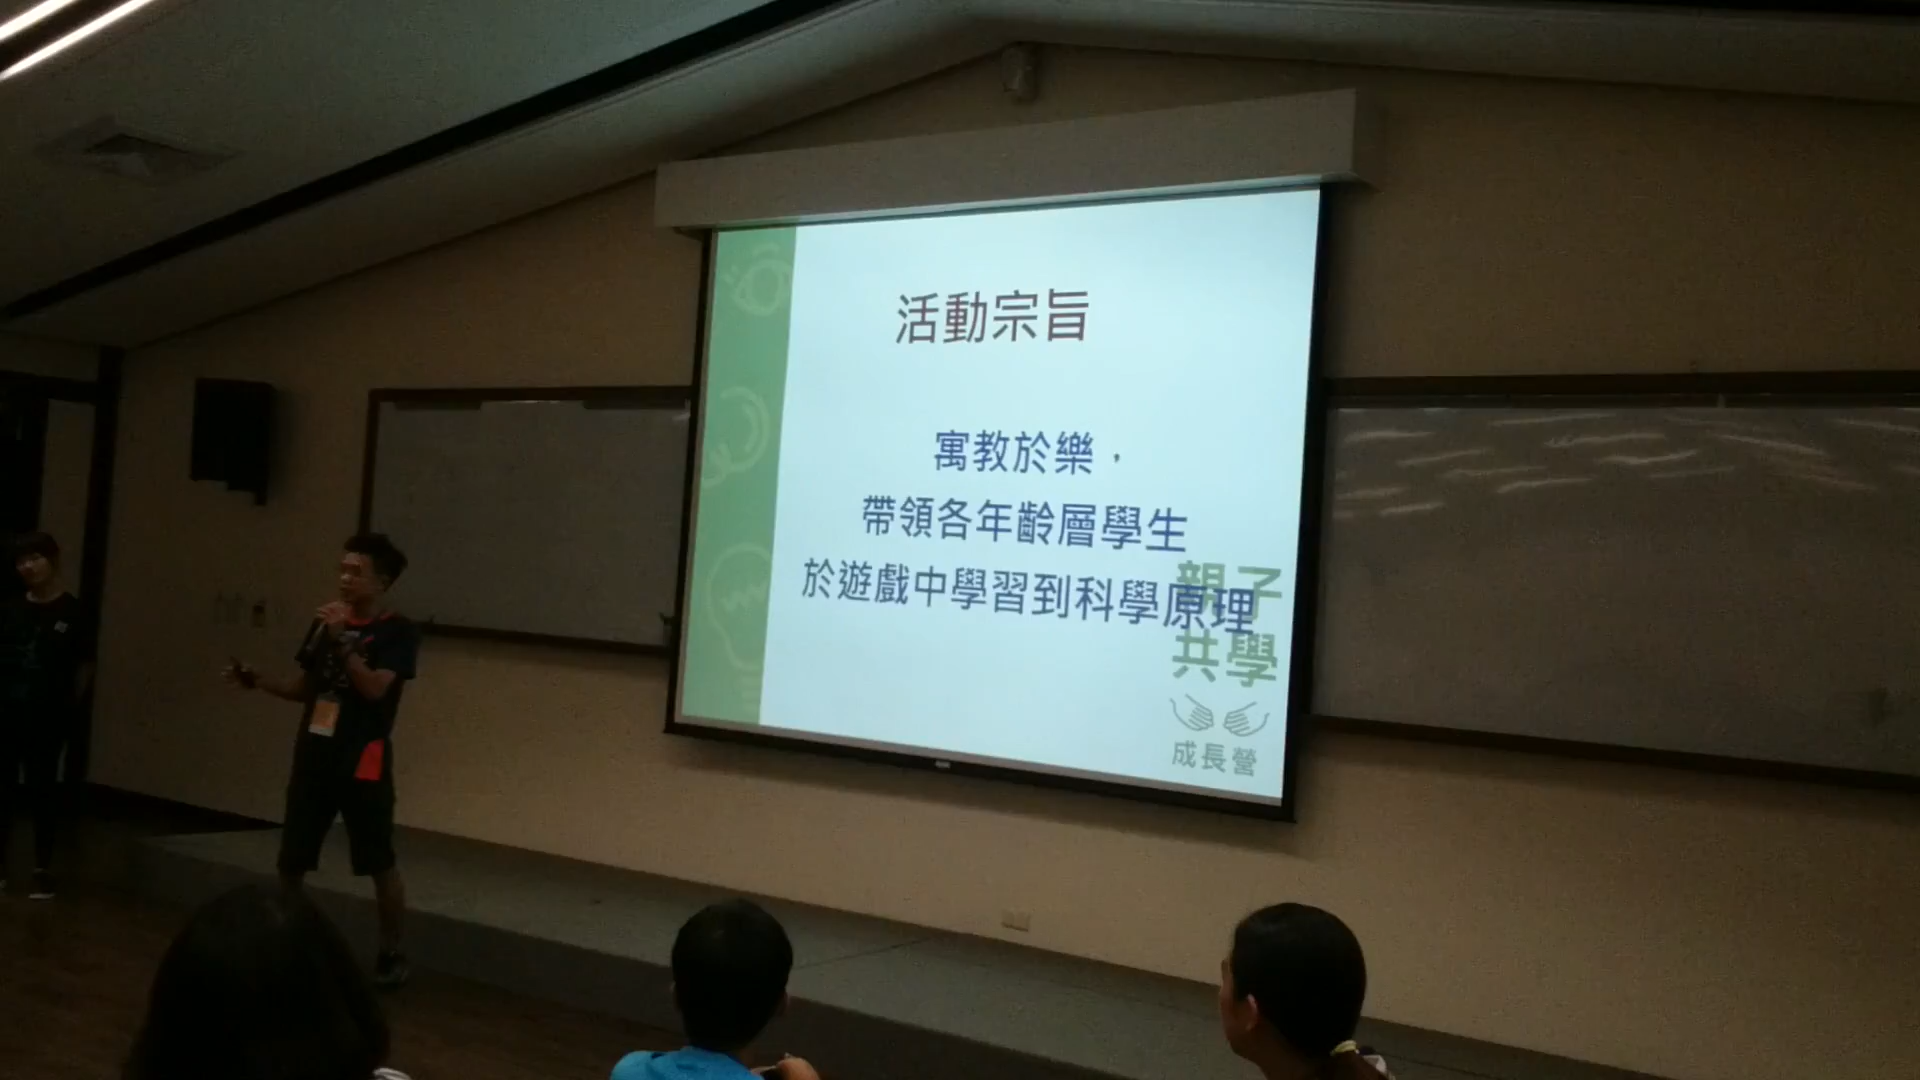 活動宗旨
寓教於樂，
帶領各年齡層學生
於遊戲中學習到科學原理
親子
共學
成長營